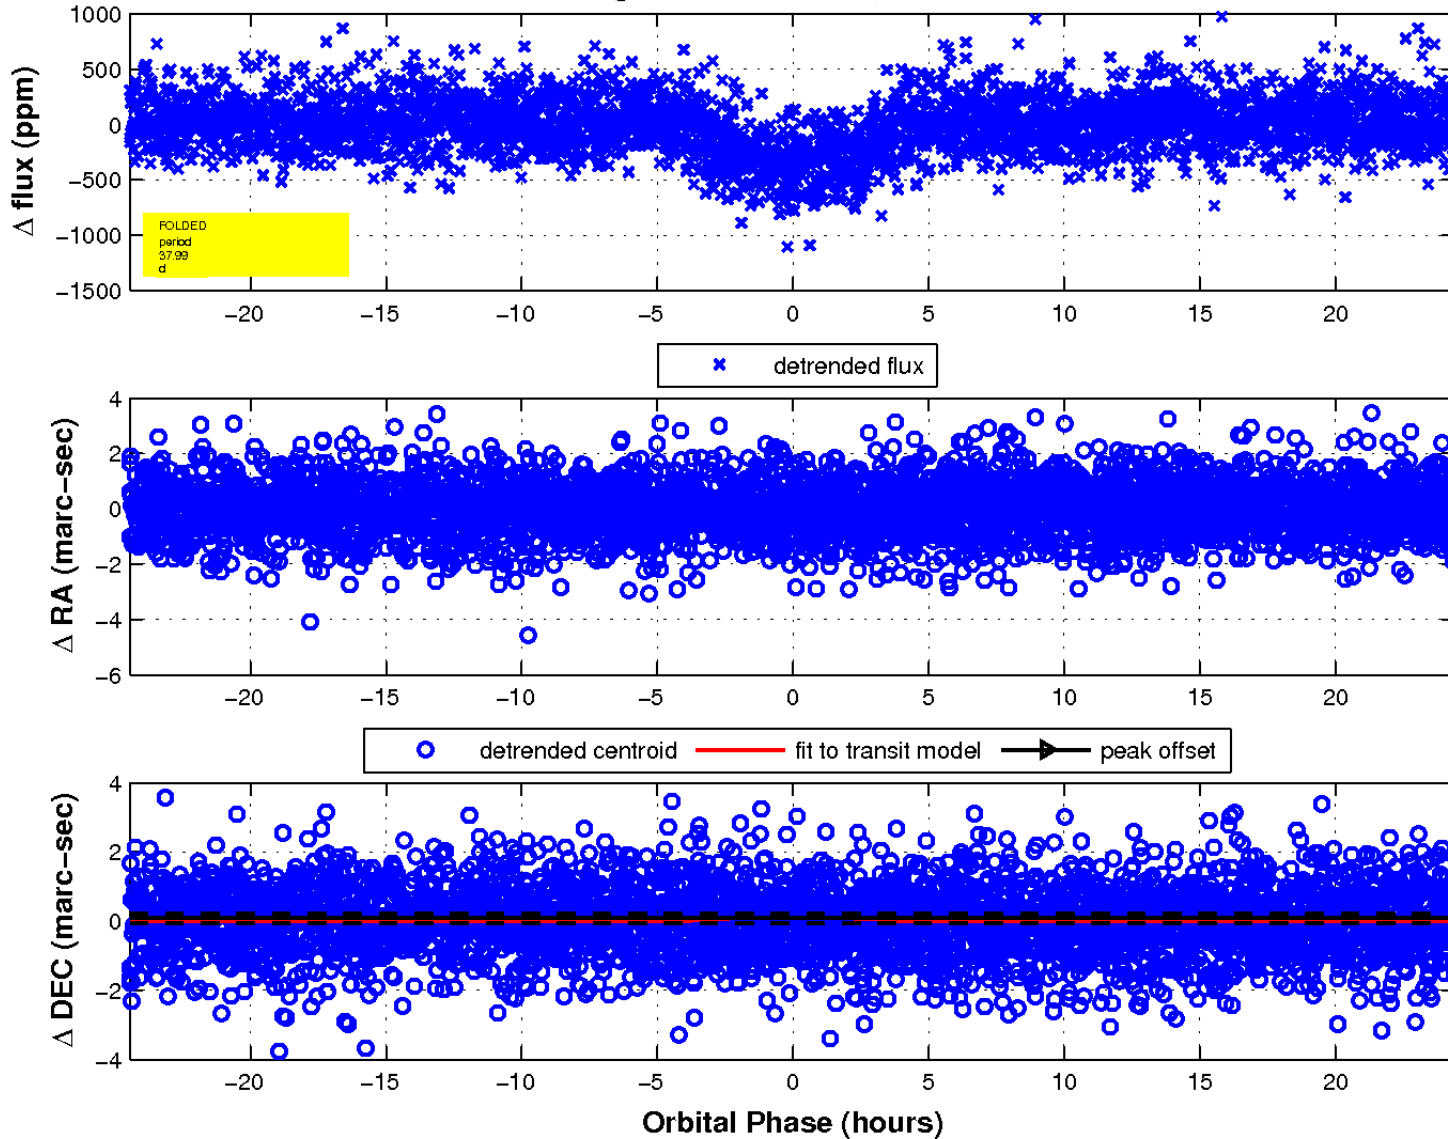 1000
500
0
−500
−1000
−1500
Δ flux (ppm)
FOLDED
period
37.99
d
−20 −15 −10 −5 0 5 10 15 20
detrended flux
4
2
0
−2
−4
−6
Δ RA (marc−sec)
−20 −15 −10 −5 0 5 10 15 20
detrended centroid fit to transit model peak offset
4
2
0
−2
−4
Δ DEC (marc−sec)
−20 −15 −10 −5 0 5 10 15 20
Orbital Phase (hours)